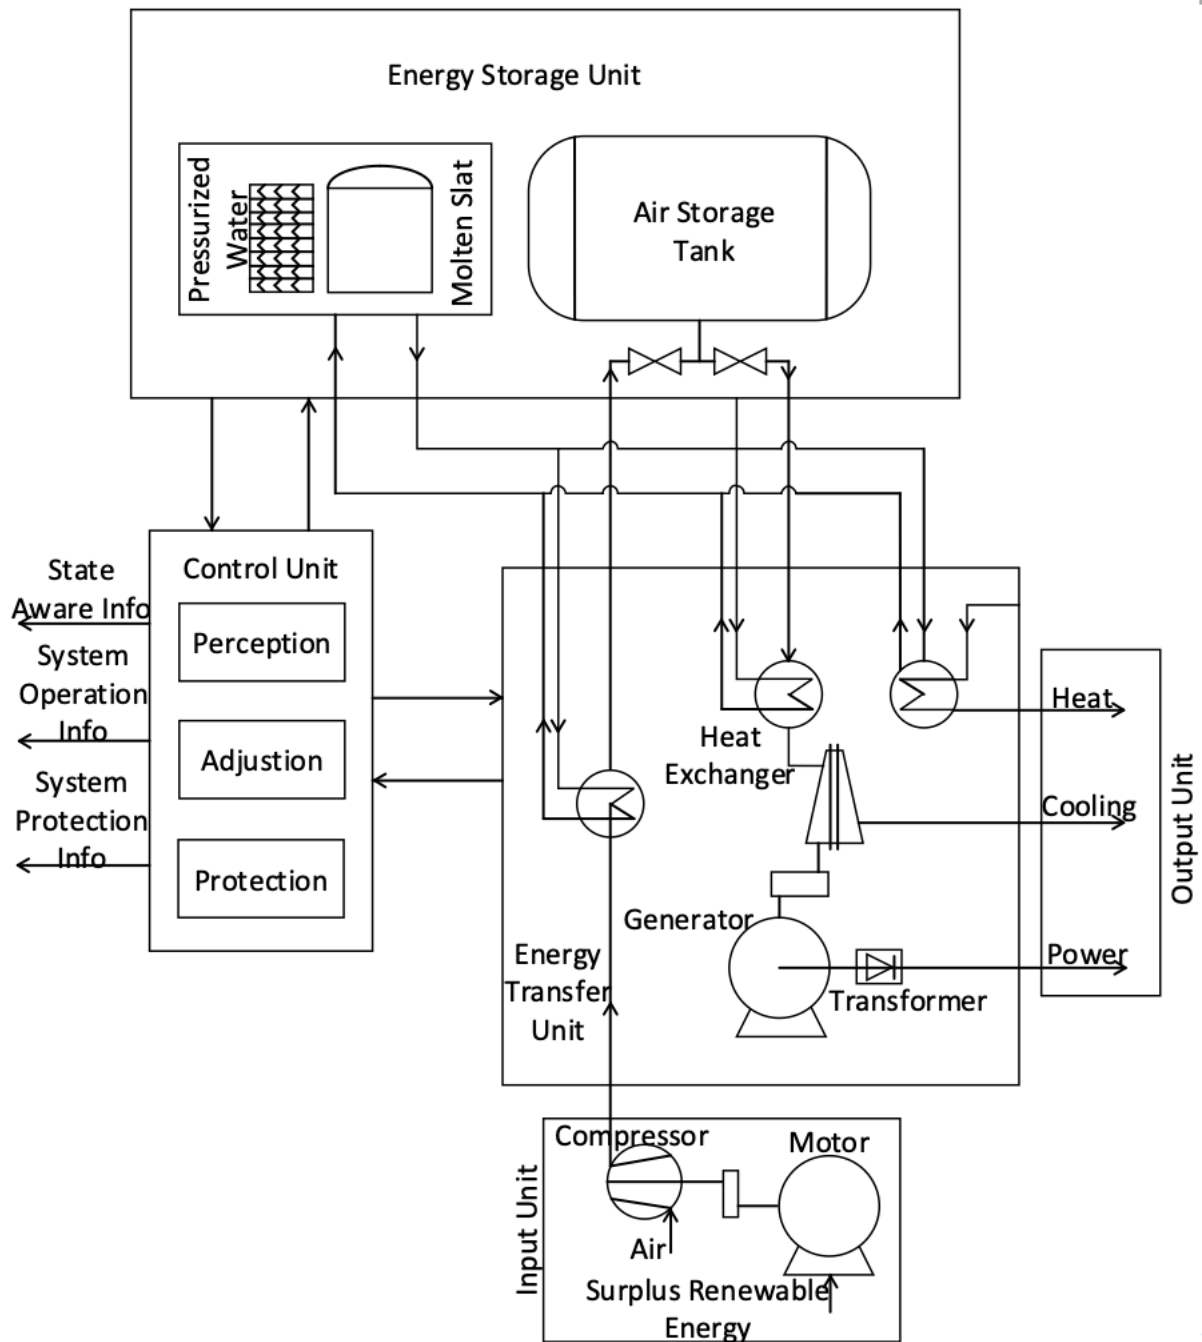 Energy Storage Unit
Pressurized
Water
Molten Slat
Air Storage
Tank
State
Aware Info
System
Operation
Info
System
Protection
Info
Control Unit
Perception
Adjustion
Protection
Heat
Exchanger
Generator
Energy
Transfer
Unit
Transformer
Heat
Cooling
Power
Output Unit
Input Unit
Compressor
Motor
Air
Surplus Renewable
Energy